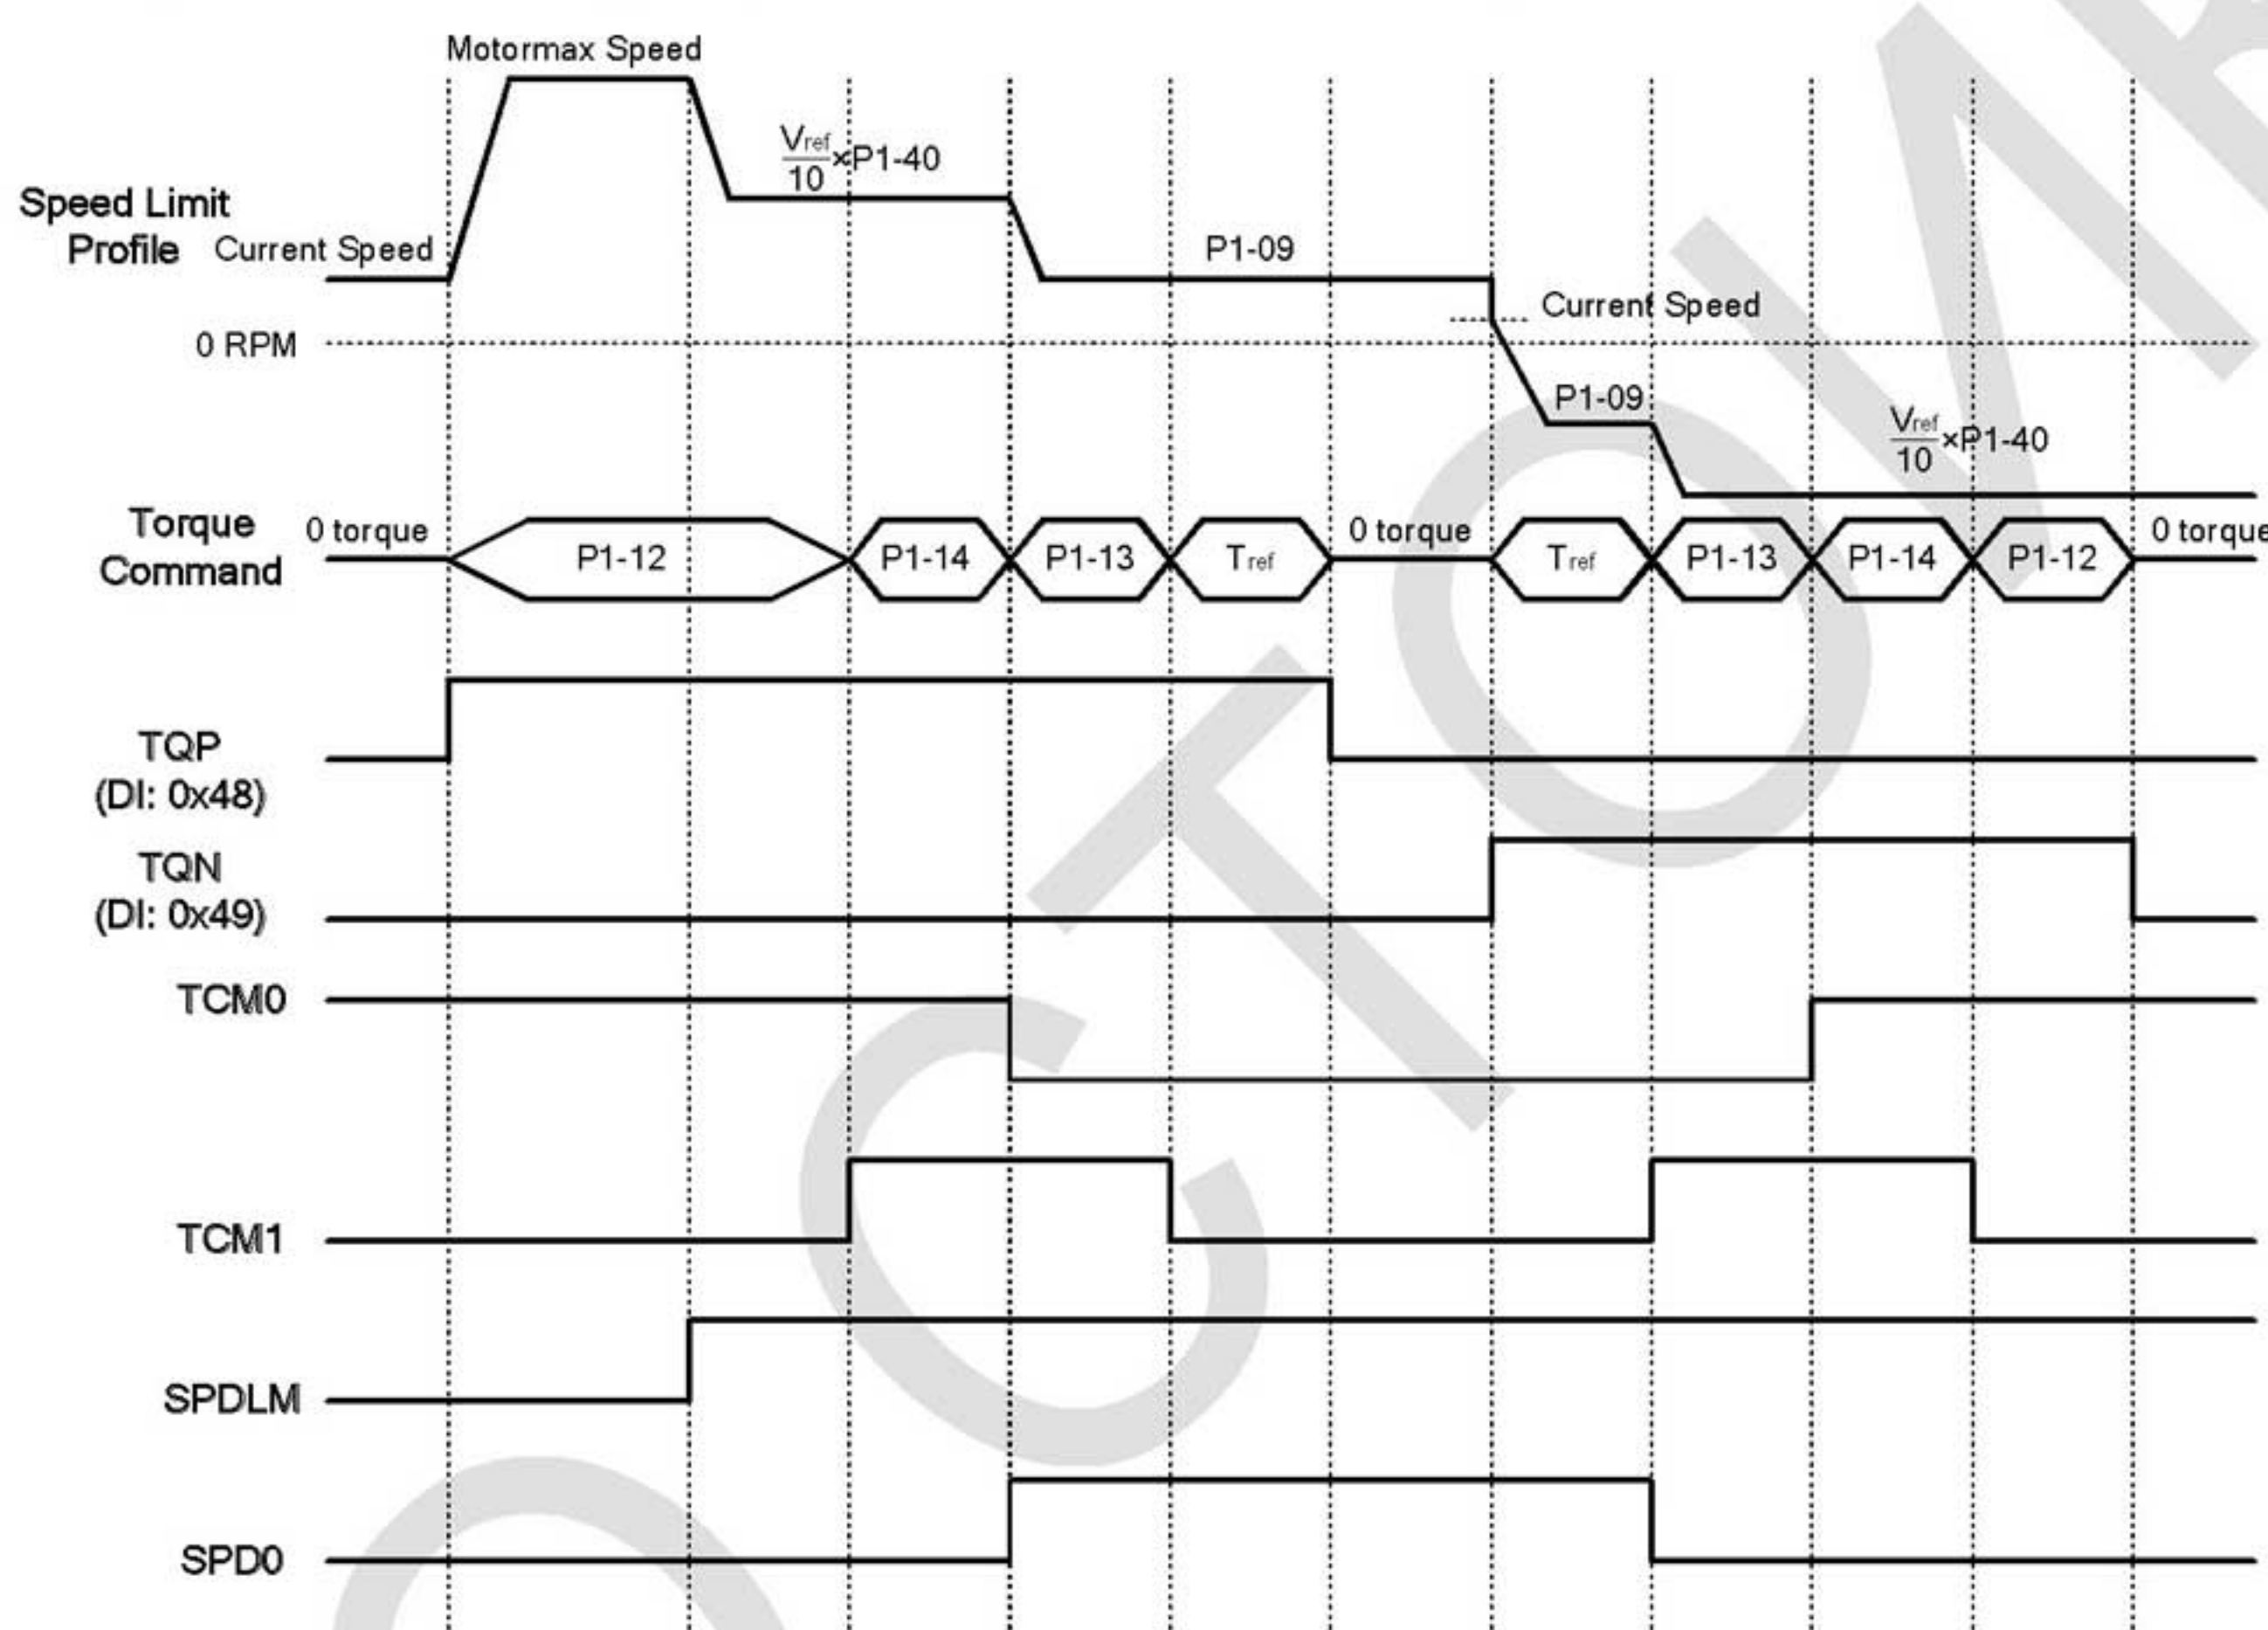 Motormax Speed
Vref
10
×P1-40
Speed Limit
Profile
Current Speed
P1-09
Current Speed
0 RPM
P1-09
Vref
10
×P1-40
Torque
Command
0 torque
P1-12
P1-14
P1-13
Tref
0 torque
Tref
P1-13
P1-14
P1-12
0 torque
TQP
(DI: 0x48)
TQN
(DI: 0x49)
TCM0
TCM1
SPDLM
SPD0